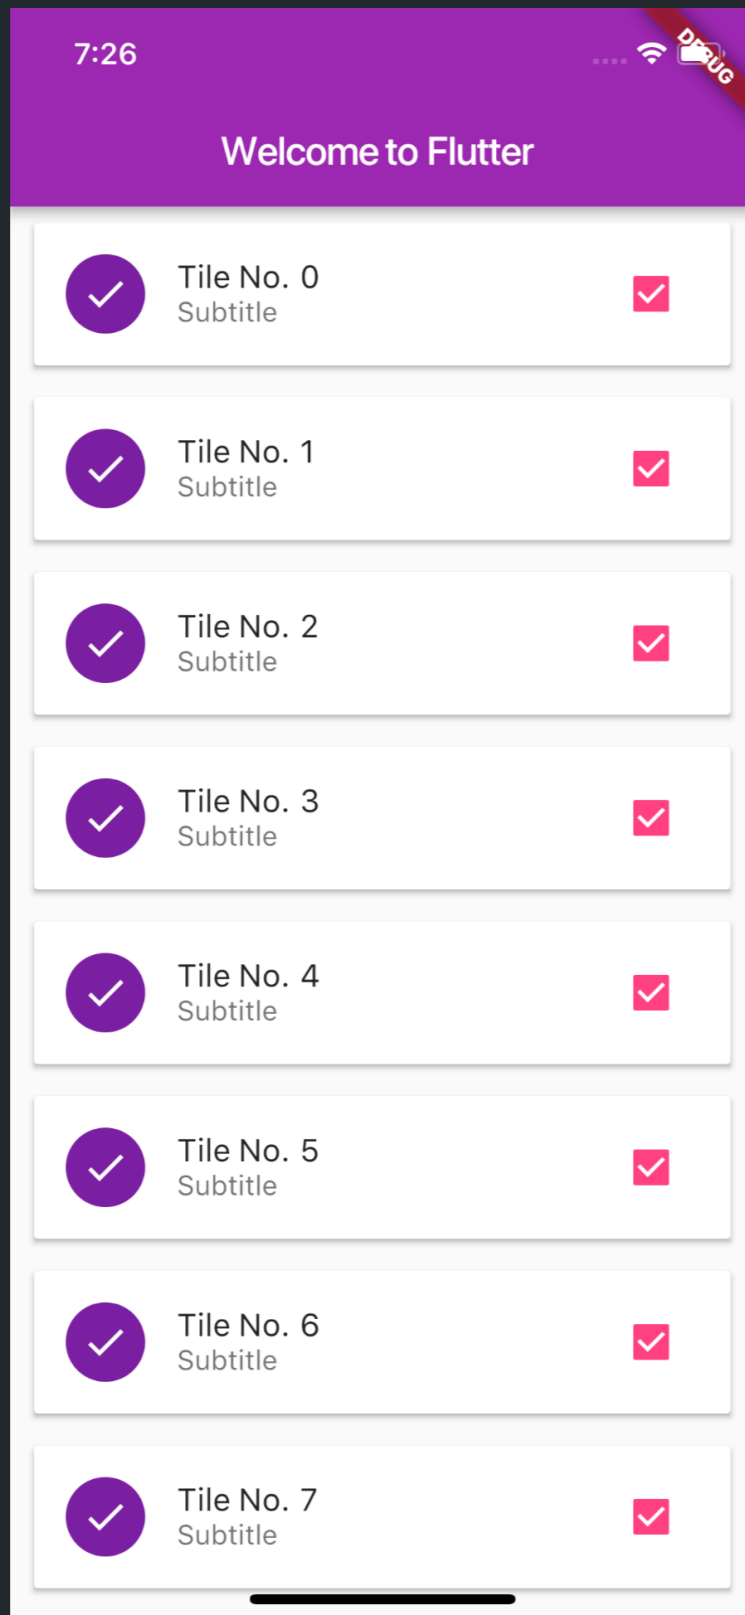 7:26
DEBUG
Welcome to Flutter
Tile No. 0
Subtitle
Tile No. 1
Subtitle
Tile No. 2
Subtitle
Tile No. 3
Subtitle
Tile No. 4
Subtitle
Tile No. 5
Subtitle
Tile No. 6
Subtitle
Tile No. 7
Subtitle